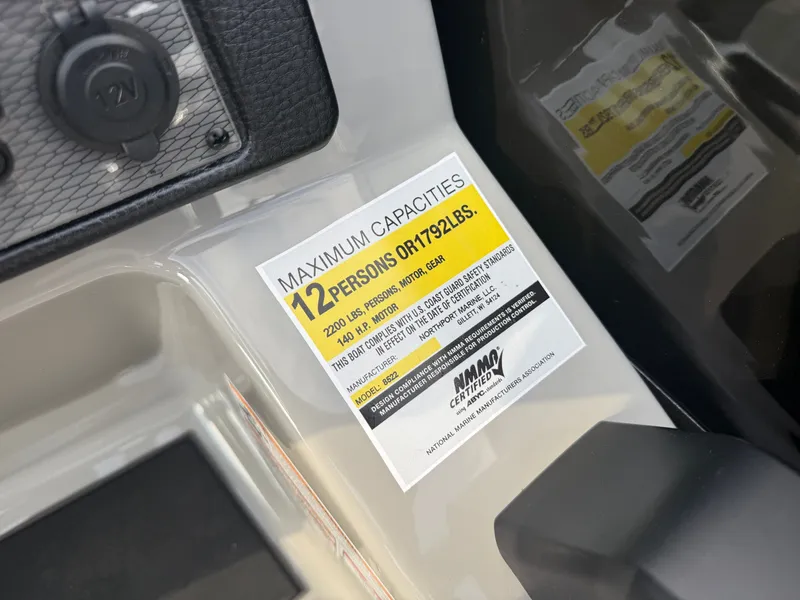 12V
MAXIMUM CAPACITIES
12 PERSONS OR 1792 LBS.
2200 LBS, PERSONS, MOTOR, GEAR
140 H.P. MOTOR
THIS BOAT COMPLIES WITH U.S. COAST GUARD SAFETY STANDARDS
IN EFFECT ON THE DATE OF CERTIFICATION
MANUFACTURER: NORTHPORT MARINE, LLC.
GILLETT, WI 54124
MODEL: 8522
DESIGN COMPLIANCE WITH NMMA REQUIREMENTS IS VERIFIED.
MANUFACTURER RESPONSIBLE FOR PRODUCTION CONTROL.
NMMA
CERTIFIED
using ABYC standards
NATIONAL MARINE MANUFACTURERS ASSOCIATION